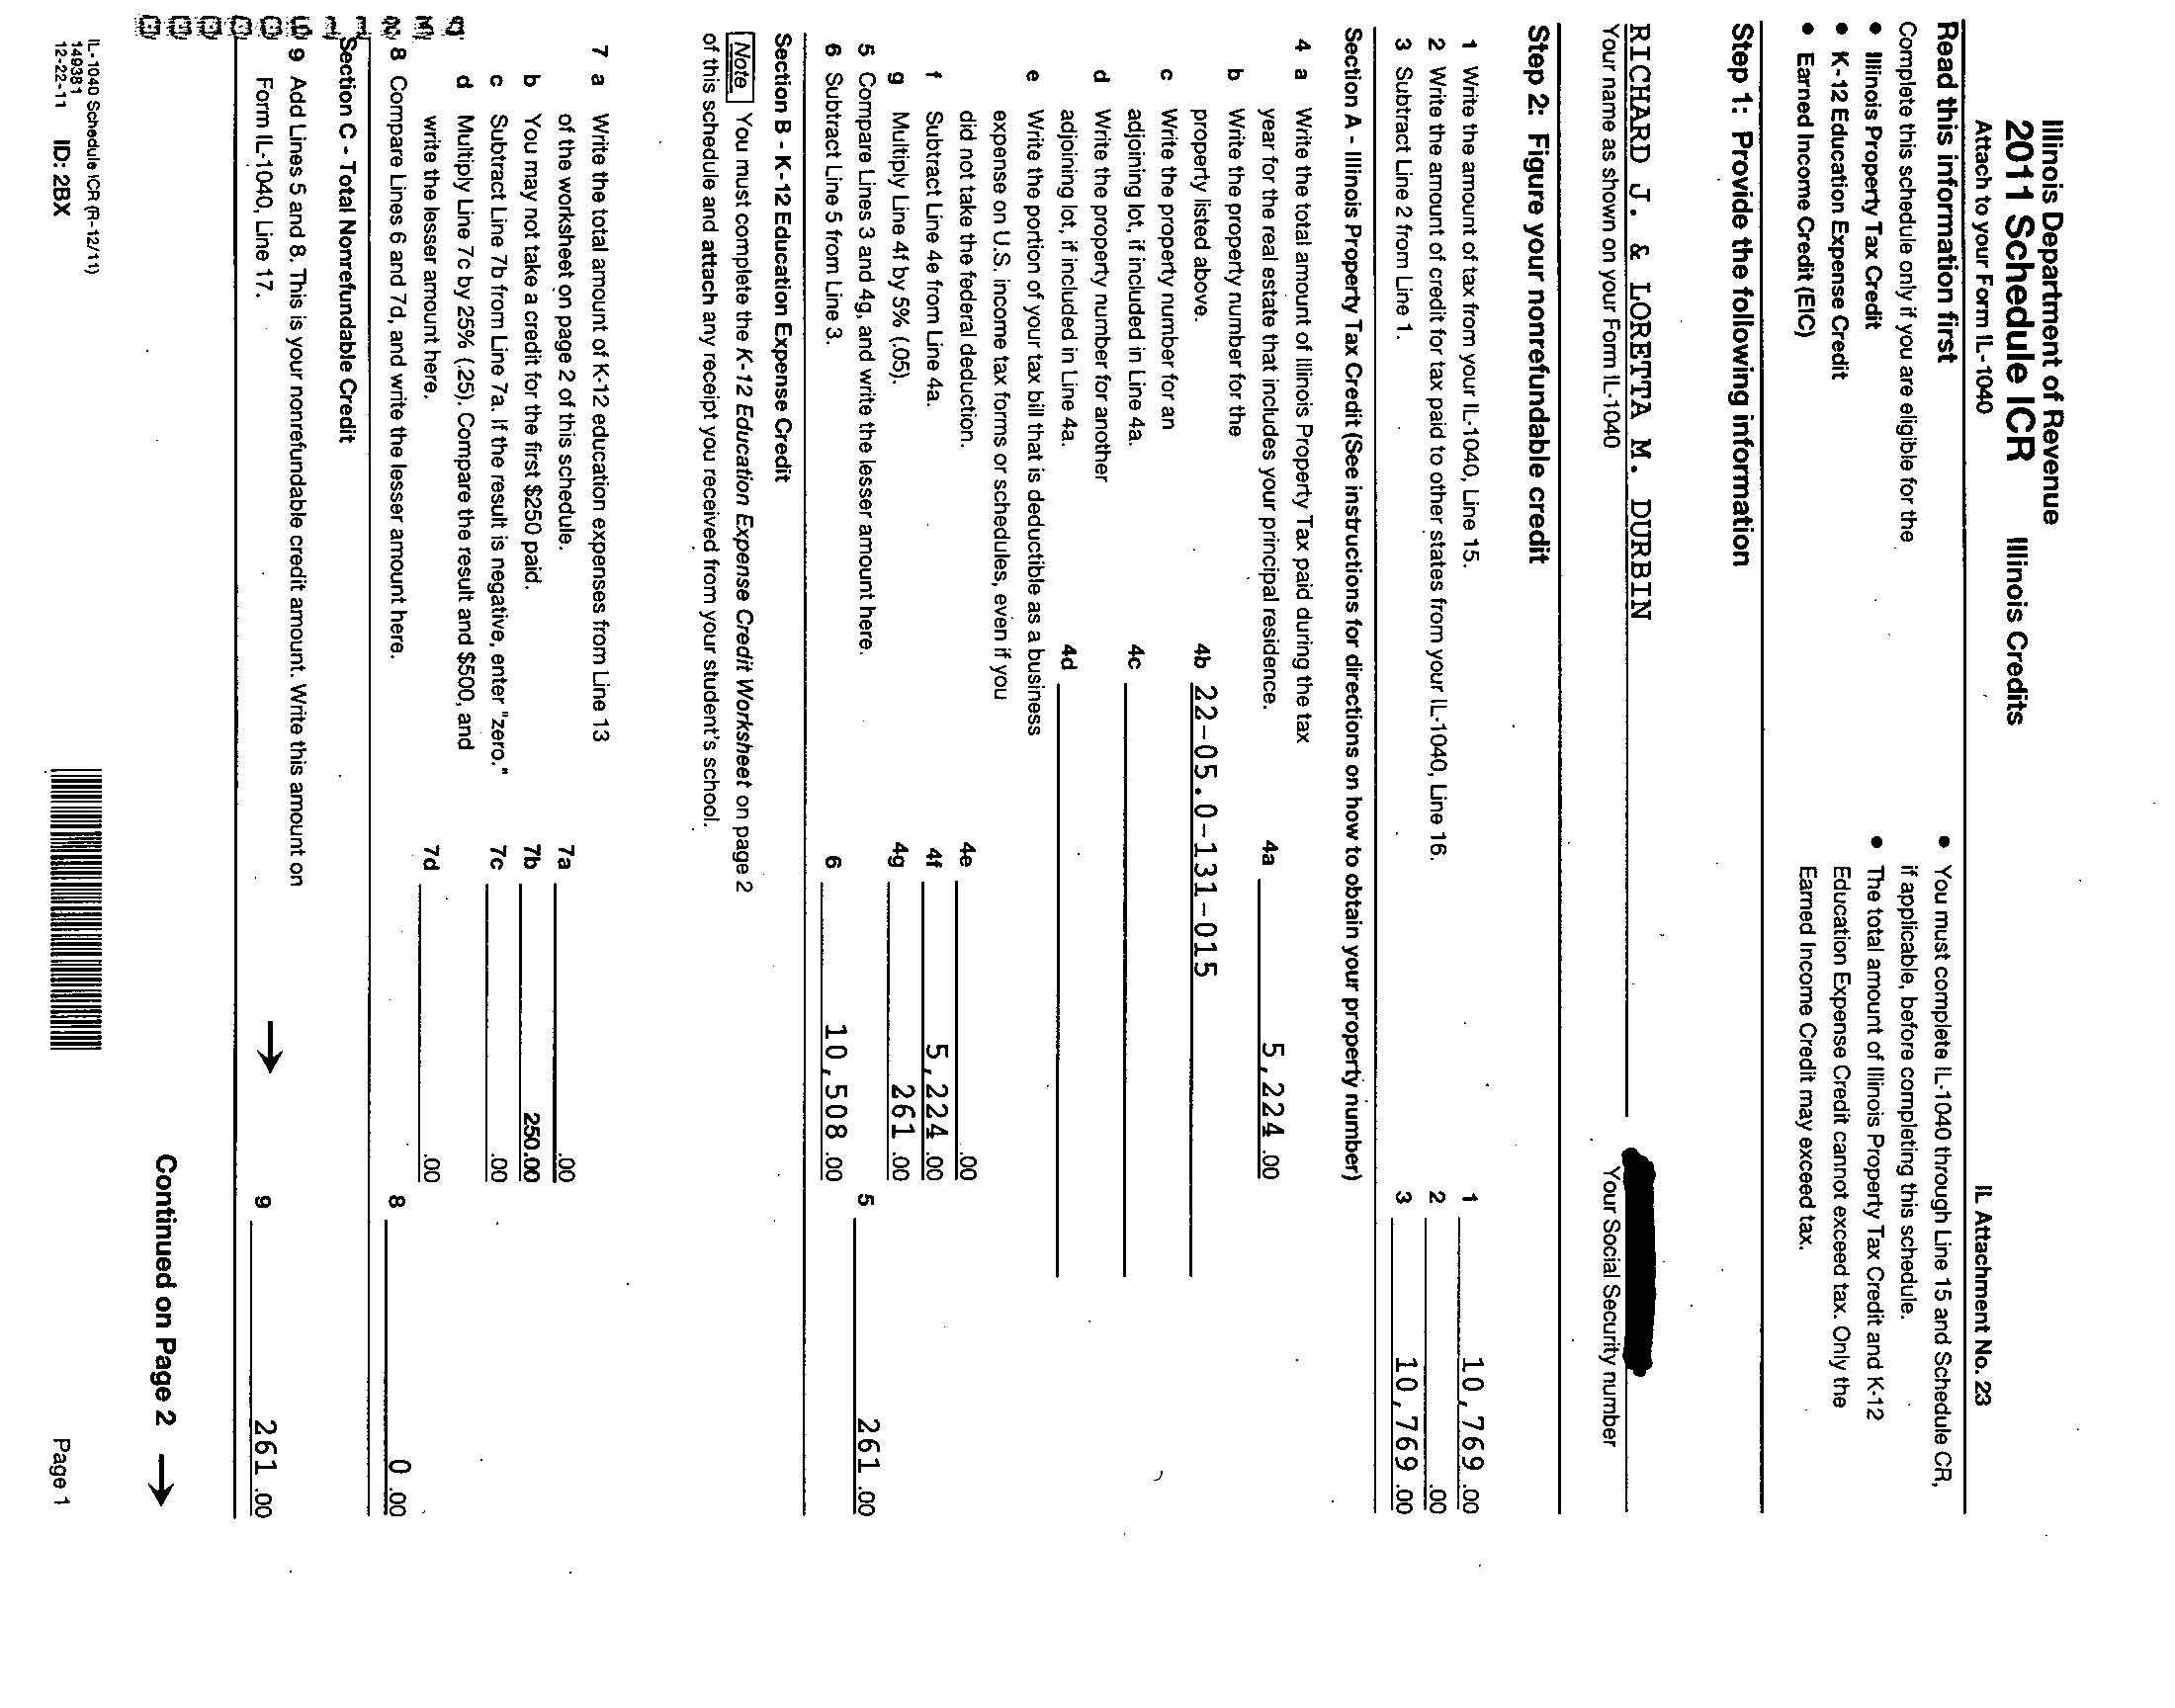 Illinois Department of Revenue
2011 Schedule ICR Illinois Credits
Attach to your Form IL-1040 IL Attachment No. 23
Read this information first
Complete this schedule only if you are eligible for the
• Illinois Property Tax Credit
• K-12 Education Expense Credit
• Earned Income Credit (EIC)
• You must complete IL-1040 through Line 15 and Schedule CR,
if applicable, before completing this schedule.
• The total amount of Illinois Property Tax Credit and K-12
Education Expense Credit cannot exceed tax. Only the
Earned Income Credit may exceed tax.
Step 1: Provide the following information
RICHARD J. & LORETTA M. DURBIN
Your name as shown on your Form IL-1040 Your Social Security number
Step 2: Figure your nonrefundable credit
1 Write the amount of tax from your IL-1040, Line 15. 1 10,769 .00
2 Write the amount of credit for tax paid to other states from your IL-1040, Line 16. 2 .00
3 Subtract Line 2 from Line 1. 3 10,769 .00
Section A - Illinois Property Tax Credit (See instructions for directions on how to obtain your property number)
4 a Write the total amount of Illinois Property Tax paid during the tax
year for the real estate that includes your principal residence. 4a 5,224 .00
b Write the property number for the
property listed above. 4b 22-05.0-131-015
c Write the property number for an
adjoining lot, if included in Line 4a. 4c
d Write the property number for another
adjoining lot, if included in Line 4a. 4d
e Write the portion of your tax bill that is deductible as a business
expense on U.S. income tax forms or schedules, even if you
did not take the federal deduction. 4e .00
f Subtract Line 4e from Line 4a. 4f 5,224 .00
g Multiply Line 4f by 5% (.05). 4g 261 .00
5 Compare Lines 3 and 4g, and write the lesser amount here. 5 261 .00
6 Subtract Line 5 from Line 3. 6 10,508 .00
Section B - K-12 Education Expense Credit
Note You must complete the K-12 Education Expense Credit Worksheet on page 2
of this schedule and attach any receipt you received from your student's school.
7 a Write the total amount of K-12 education expenses from Line 13
of the worksheet on page 2 of this schedule. 7a .00
b You may not take a credit for the first $250 paid. 7b 250.00
c Subtract Line 7b from Line 7a. If the result is negative, enter "zero." 7c .00
d Multiply Line 7c by 25% (.25). Compare the result and $500, and
write the lesser amount here. 7d .00
8 Compare Lines 6 and 7d, and write the lesser amount here. 8 0 .00
Section C - Total Nonrefundable Credit
9 Add Lines 5 and 8. This is your nonrefundable credit amount. Write this amount on
Form IL-1040, Line 17. 9 261 .00
Continued on Page 2
IL-1040 Schedule ICR (R-12/11)
149381
12-22-11 ID: 2BX
Page 1